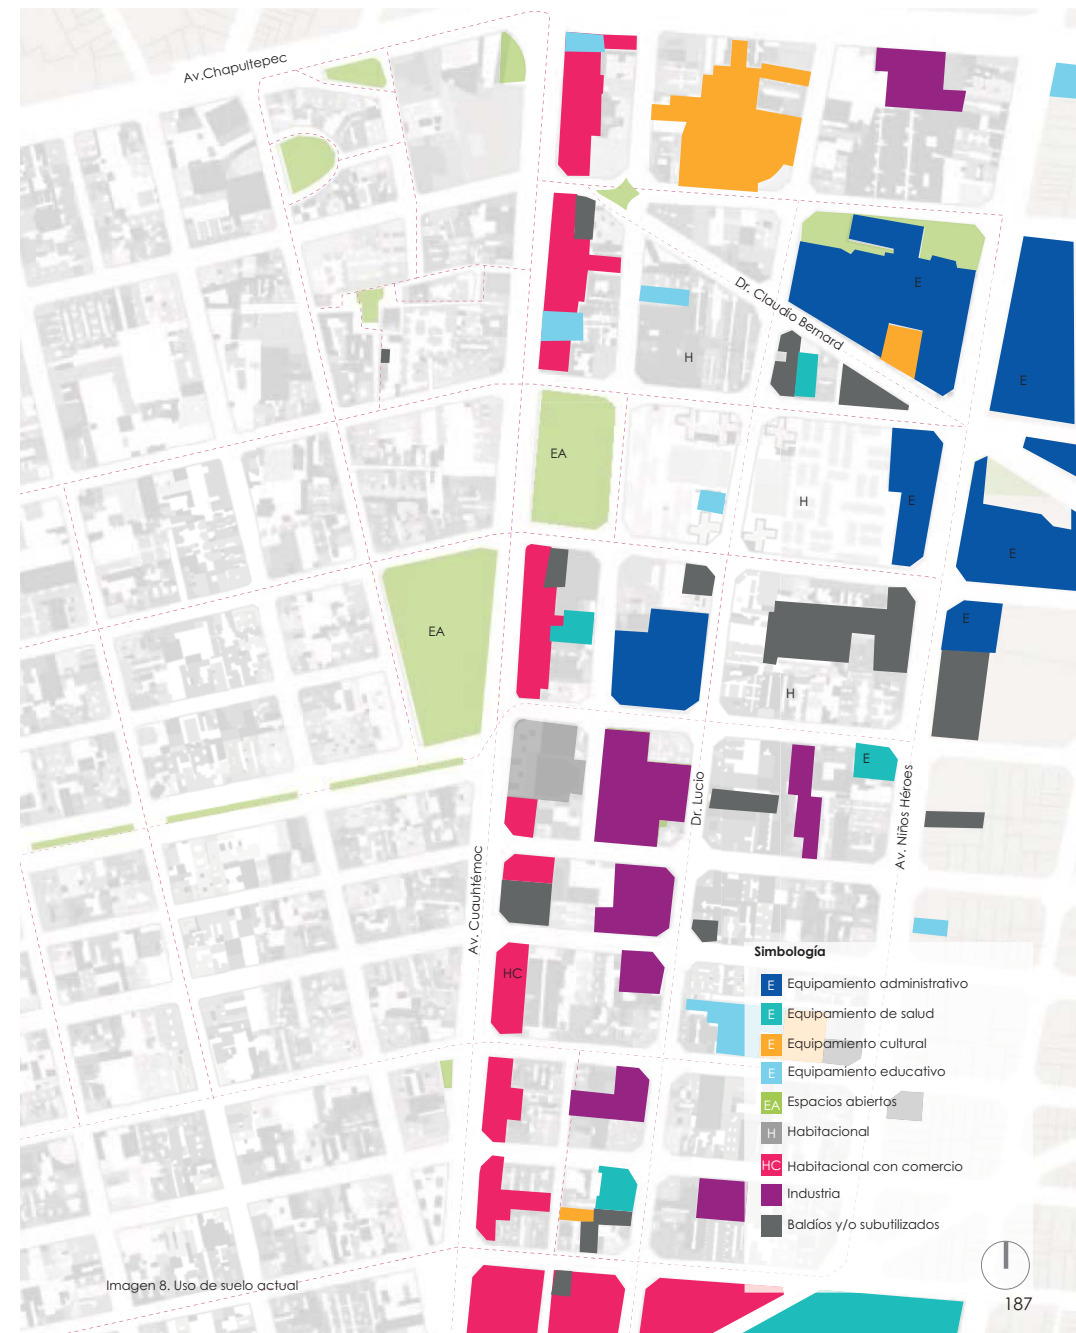 Av.Chapultepec
Dr. Claudio Bernard
E
E
H
EA
H
E
E
EA
E
H
E
Dr. Lucio
Av. Niños Héroes
Av. Cuauhtémoc
HC
Simbología
E Equipamiento administrativo
E Equipamiento de salud
E Equipamiento cultural
E Equipamiento educativo
EA Espacios abiertos
H Habitacional
HC Habitacional con comercio
Industria
Baldíos y/o subutilizados
Imagen 8. Uso de suelo actual
187